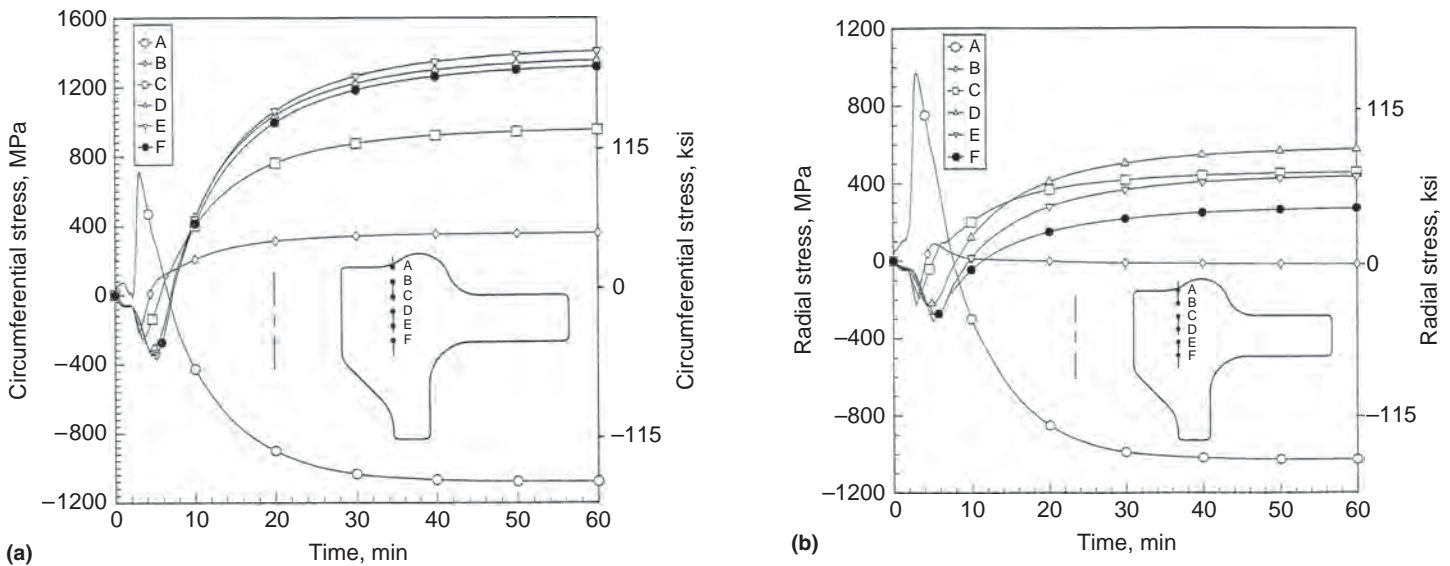 1600
1200
800
400
0
−400
−800
−1200
Circumferential stress, MPa
A
B
C
D
E
F
A
B
C
D
E
F
115
0
−115
Circumferential stress, ksi
0
10
20
30
40
50
60
Time, min
(a)
1200
800
400
0
−400
−800
−1200
Radial stress, MPa
A
B
C
D
E
F
A
B
C
D
E
F
115
0
−115
Radial stress, ksi
0
10
20
30
40
50
60
Time, min
(b)